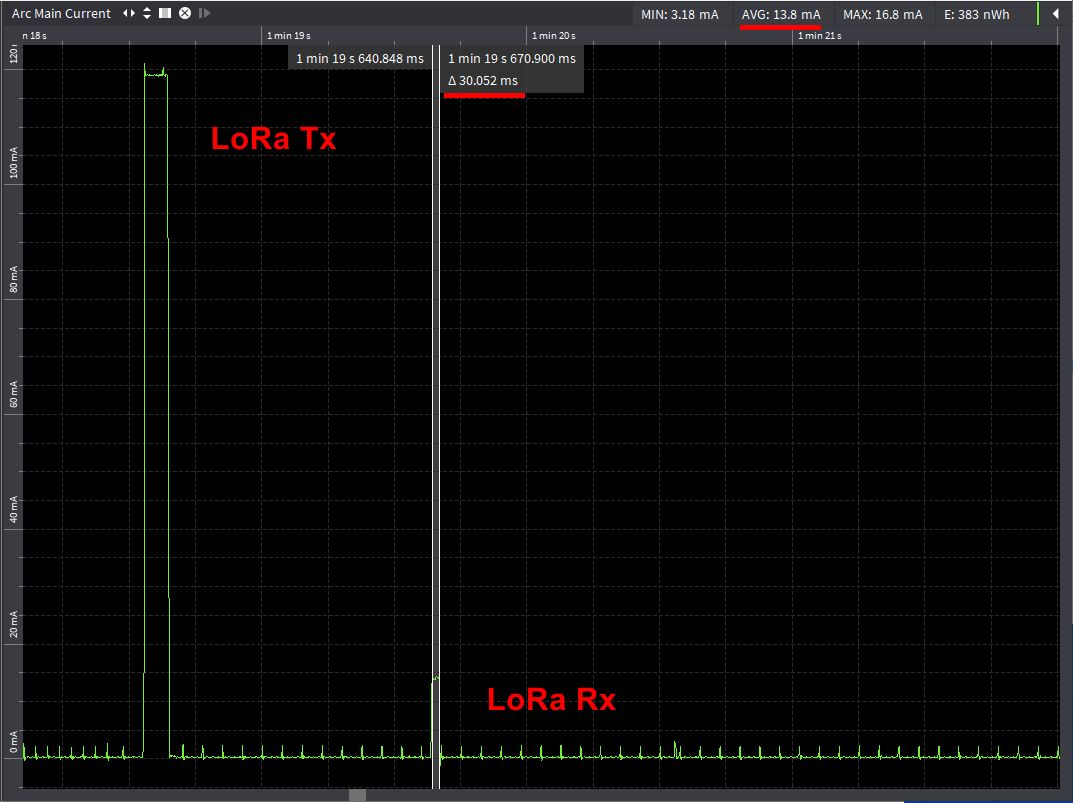 Arc Main Current
MIN: 3.18 mA
AVG: 13.8 mA
MAX: 16.8 mA
E: 383 nWh
n 18 s
1 min 19 s
1 min 20 s
1 min 21 s
1 min 19 s 640.848 ms
1 min 19 s 670.900 ms
Δ 30.052 ms
120
LoRa Tx
100 mA
80 mA
60 mA
40 mA
20 mA
LoRa Rx
0 mA